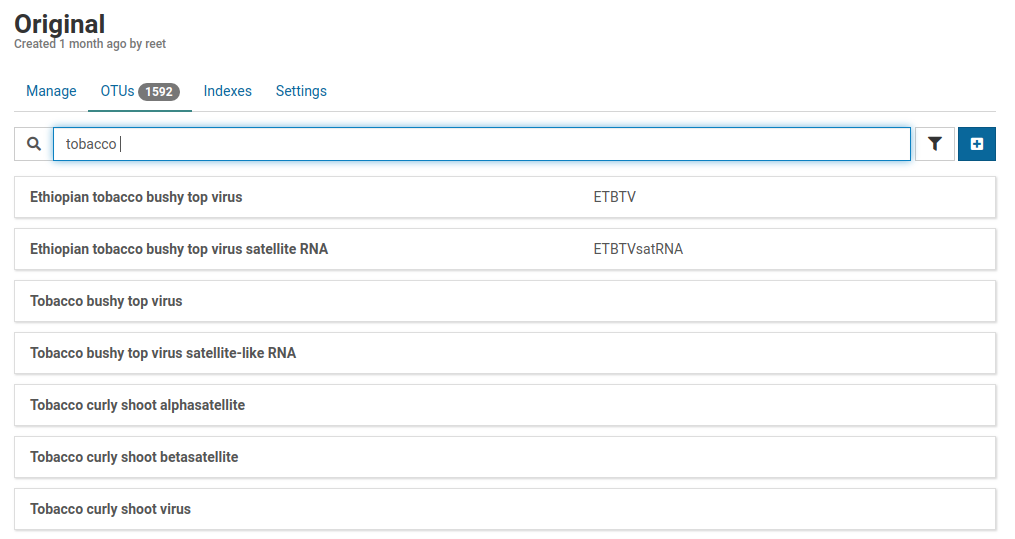 Original
Created 1 month ago by reet
Manage OTUs 1592 Indexes Settings
tobacco
Ethiopian tobacco bushy top virus ETBTV
Ethiopian tobacco bushy top virus satellite RNA ETBTVsatRNA
Tobacco bushy top virus
Tobacco bushy top virus satellite-like RNA
Tobacco curly shoot alphasatellite
Tobacco curly shoot betasatellite
Tobacco curly shoot virus